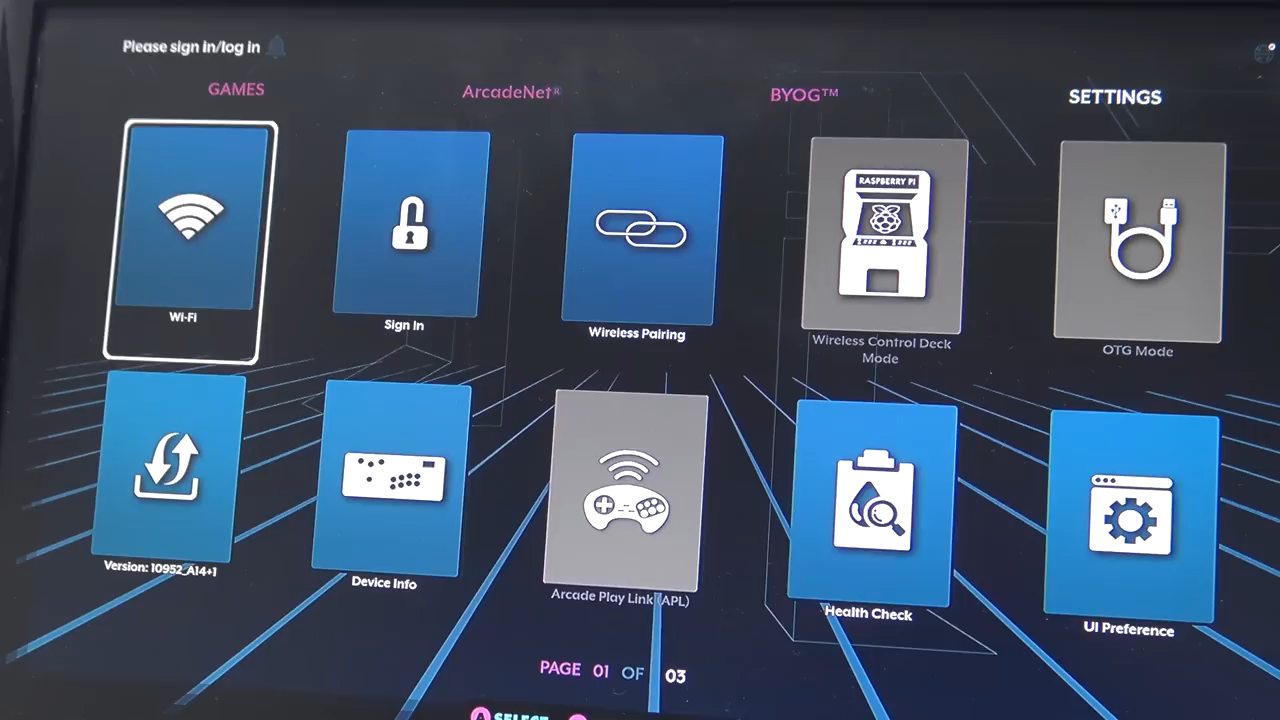 Please sign in/log in
GAMES
ArcadeNet®
BYOG™
SETTINGS
RASPBERRY PI
Wi-Fi
Sign In
Wireless Pairing
Wireless Control Deck
Mode
OTG Mode
Version: 10952_A14+1
Device Info
Arcade Play Link (APL)
Health Check
UI Preference
PAGE 01 OF 03
A SELECT